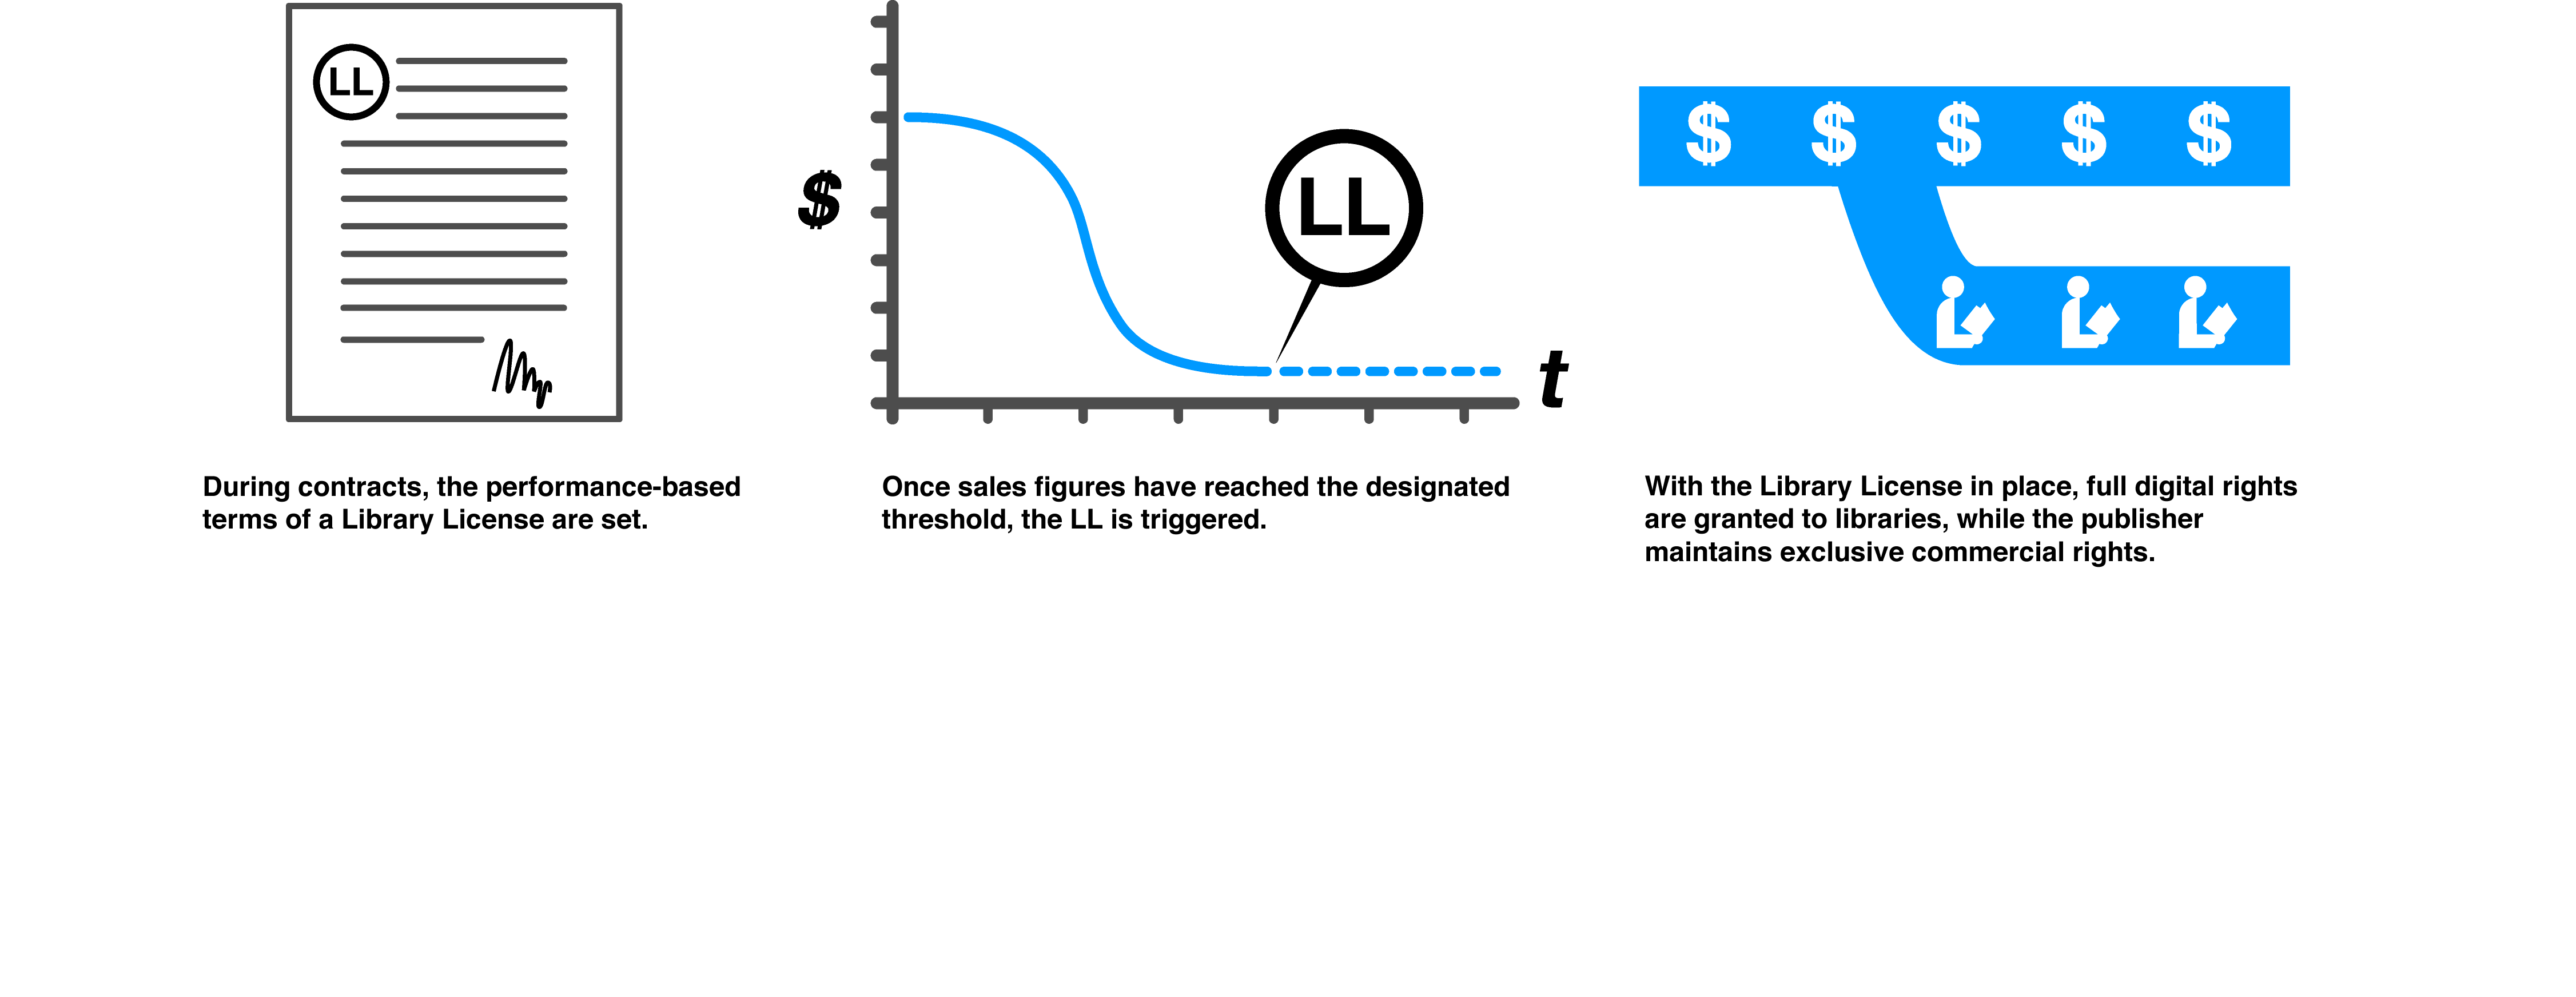 LL
During contracts, the performance-based
terms of a Library License are set.
$
LL
t
Once sales figures have reached the designated
threshold, the LL is triggered.
$ $ $ $ $
With the Library License in place, full digital rights
are granted to libraries, while the publisher
maintains exclusive commercial rights.